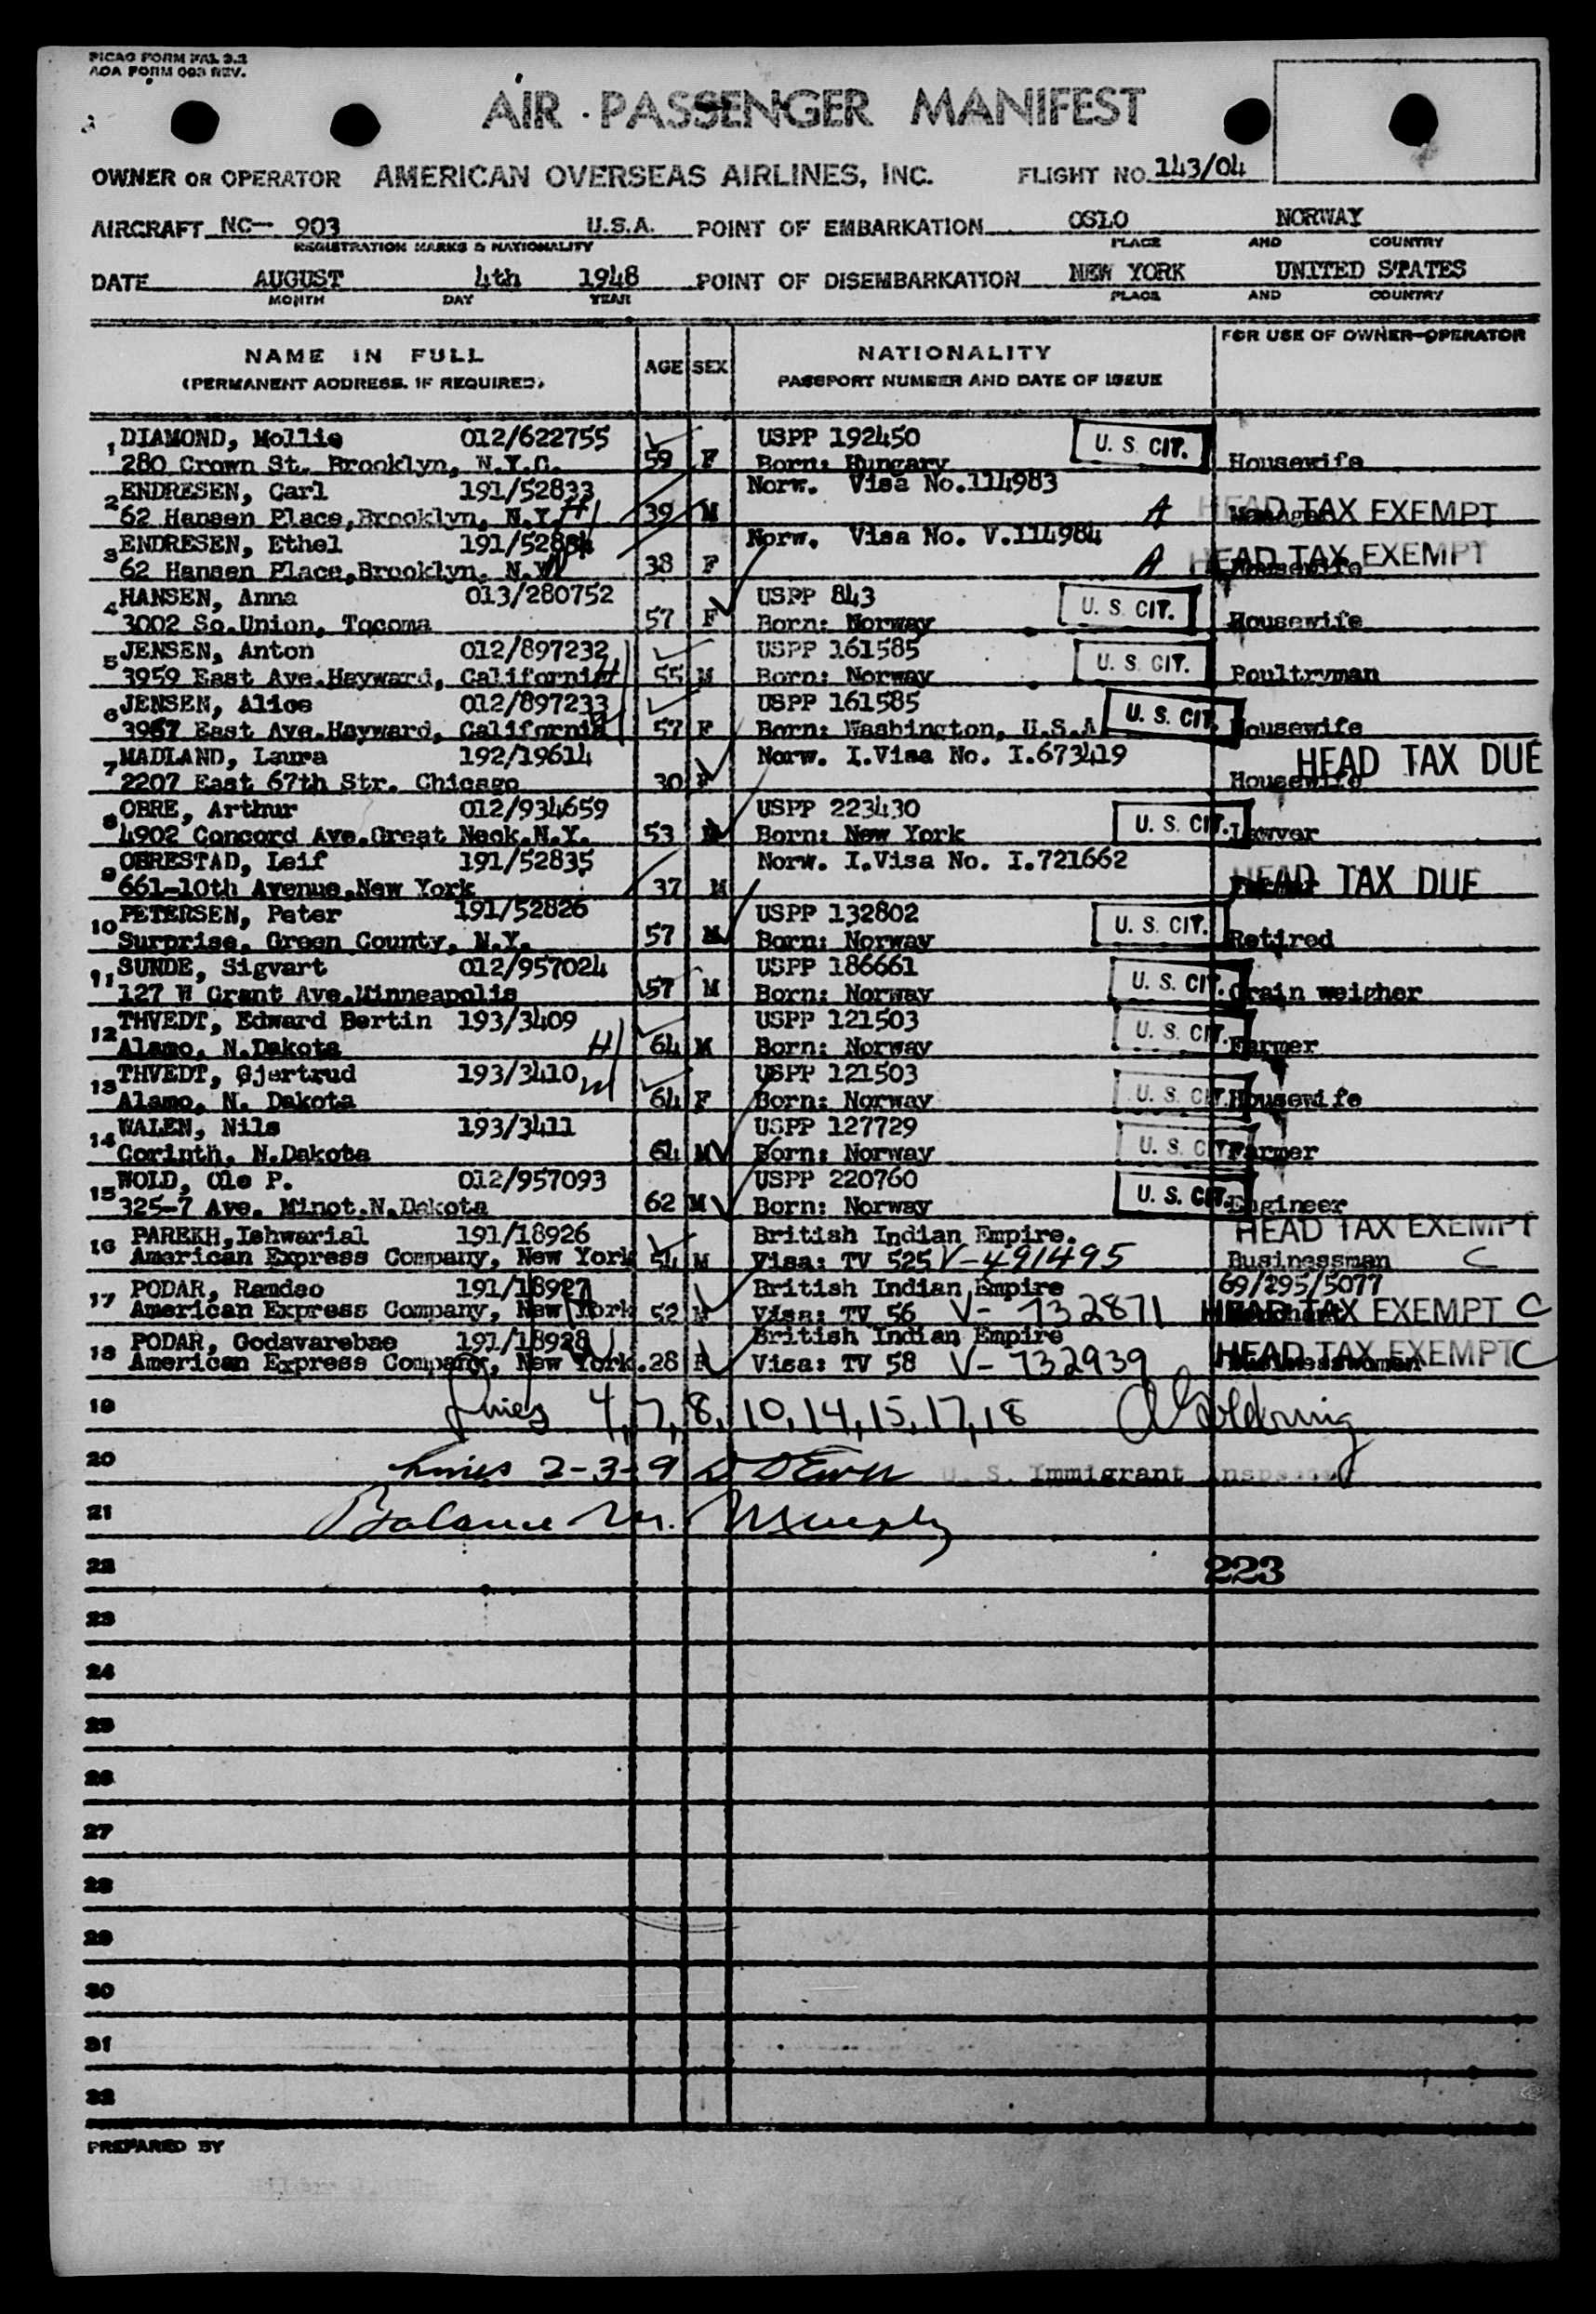 PICAO FORM FAL 3.2
AOA FORM 003 REV.
AIR PASSENGER MANIFEST
OWNER OR OPERATOR AMERICAN OVERSEAS AIRLINES, INC. FLIGHT NO. 143/04
AIRCRAFT NC- 903 U.S.A. POINT OF EMBARKATION OSLO NORWAY
REGISTRATION MARKS & NATIONALITY PLACE AND COUNTRY
DATE AUGUST 4th 1948 POINT OF DISEMBARKATION NEW YORK UNITED STATES
MONTH DAY YEAR PLACE AND COUNTRY
FOR USE OF OWNER-OPERATOR
NAME IN FULL AGE SEX NATIONALITY
(PERMANENT ADDRESS, IF REQUIRED) PASSPORT NUMBER AND DATE OF ISSUE
1 DIAMOND, Mollie 012/622755 USPP 192450 U. S. CIT.
280 Crown St. Brooklyn, N.Y.C. 59 F Born: Hungary Housewife
2 ENDRESEN, Carl 191/52833 Norw. Visa No.114983
62 Hansen Place,Brooklyn, N.Y. H 39 M A HEAD TAX EXEMPT
3 ENDRESEN, Ethel 191/52834 Norw. Visa No. V.114984
62 Hansen Place,Brooklyn. N.Y. W 38 F A Housewife HEAD TAX EXEMPT
4 HANSEN, Anna 013/280752 USPP 843 U. S. CIT.
3002 So.Union, Tacoma 57 F Born: Norway Housewife
5 JENSEN, Anton 012/897232 USPP 161585 U. S. CIT.
3959 East Ave.Hayward, California H 55 M Born: Norway Poultryman
6 JENSEN, Alice 012/897233 USPP 161585 U. S. CIT.
3957 East Ave.Hayward, California W 57 F Born: Washington, U.S.A Housewife
7 MADLAND, Laura 192/19614 Norw. I.Visa No. I.673419 HEAD TAX DUE
2207 East 67th Str. Chicago 30 F Housewife
8 OBRE, Arthur 012/934659 USPP 223430 U. S. CIT.
4902 Concord Ave.Great Neck.N.Y. 53 M Born: New York Lawyer
9 OBRESTAD, Leif 191/52835 Norw. I.Visa No. I.721662
661-10th Avenue,New York 37 M HEAD TAX DUE
10 PETERSEN, Peter 191/52826 USPP 132802 U. S. CIT.
Surprise, Green County, N.Y. 57 M Born: Norway Retired
11 SUNDE, Sigvart 012/957024 USPP 186661 U. S. CIT.
127 W Grant Ave.Minneapolis 57 M Born: Norway Grain weigher
12 THVEDT, Edward Bertin 193/3409 USPP 121503 U. S. CIT.
Alamo, N.Dakota H 64 M Born: Norway Farmer
13 THVEDT, Gjertrud 193/3410 USPP 121503 U. S. CIT.
Alamo, N. Dakota W 64 F Born: Norway Housewife
14 WALEN, Nils 193/3411 USPP 127729 U. S. CIT.
Corinth, N.Dakota 64 M Born: Norway Farmer
15 WOLD, Ole P. 012/957093 USPP 220760 U. S. CIT.
325-7 Ave. Minot.N.Dakota 62 M Born: Norway Engineer
16 PAREKH,Ishwarial 191/18926 British Indian Empire. HEAD TAX EXEMPT
American Express Company, New York 54 M Visa: TV 525 V-491495 Businessman C
17 PODAR, Ramdeo 191/18927 British Indian Empire 69/295/5077
American Express Company, New York 52 M Visa: TV 56 V- 732871 HEAD TAX EXEMPT C
18 PODAR, Godavarebae 191/18928 British Indian Empire
American Express Company, New York. 28 F Visa: TV 58 V- 732939 Businesswoman HEAD TAX EXEMPT C
19 Lines 4, 7, 8, 10, 14, 15, 17, 18 A Goldring
20 Lines 2-3-9 U. S. Immigrant Inspector
21 Balance M. Murphy
22 223
23
24
25
26
27
28
29
30
31
32
PREPARED BY